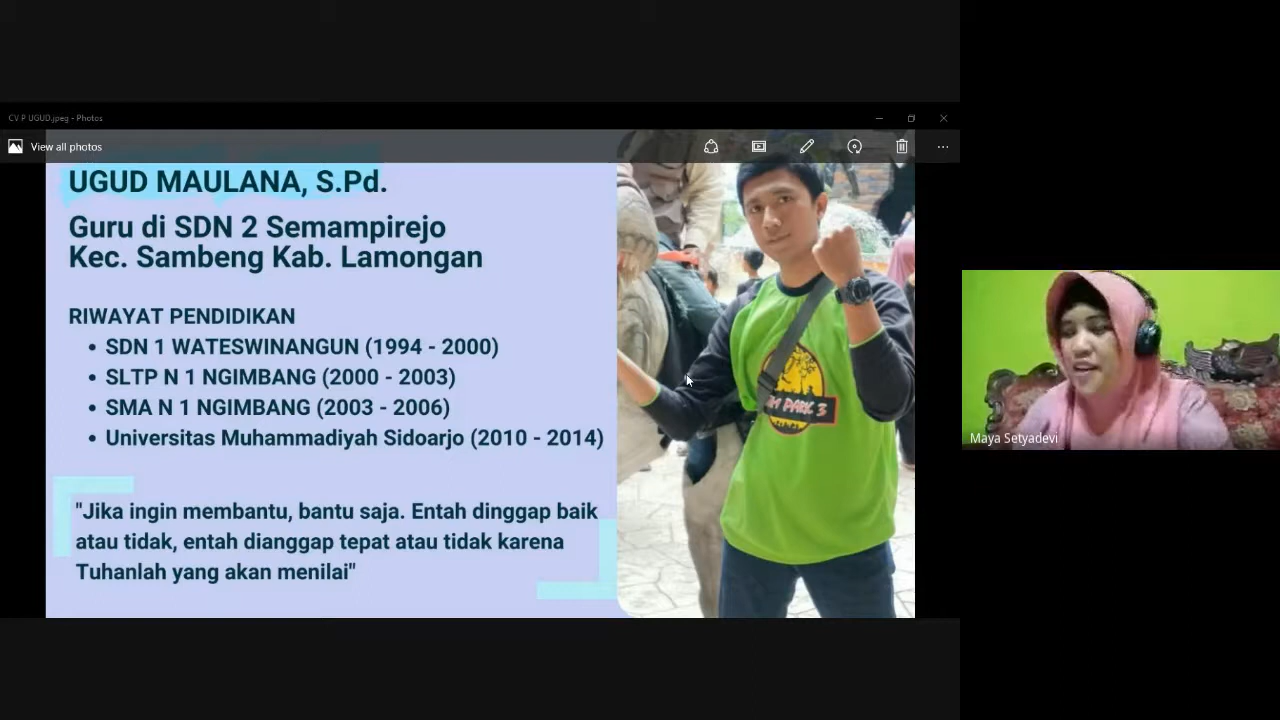 CV P UGUD.jpeg - Photos
View all photos
UGUD MAULANA, S.Pd.
Guru di SDN 2 Semampirejo
Kec. Sambeng Kab. Lamongan
RIWAYAT PENDIDIKAN
• SDN 1 WATESWINANGUN (1994 - 2000)
• SLTP N 1 NGIMBANG (2000 - 2003)
• SMA N 1 NGIMBANG (2003 - 2006)
• Universitas Muhammadiyah Sidoarjo (2010 - 2014)
"Jika ingin membantu, bantu saja. Entah dinggap baik
atau tidak, entah dianggap tepat atau tidak karena
Tuhanlah yang akan menilai"
PARK 3
Maya Setyadevi